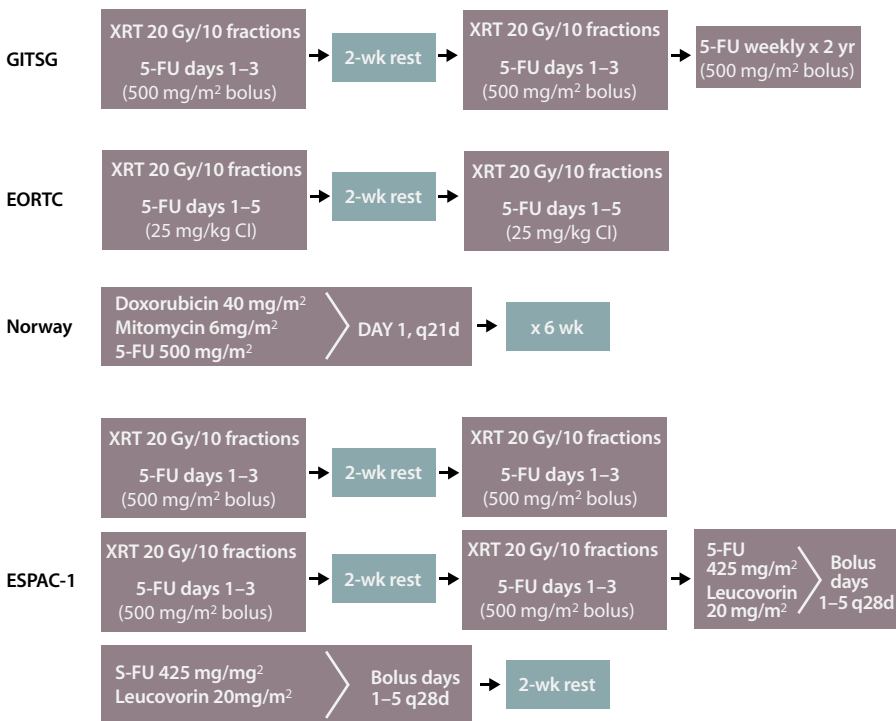 GITSG
XRT 20 Gy/10 fractions
5-FU days 1–3
(500 mg/m² bolus)
2-wk rest
XRT 20 Gy/10 fractions
5-FU days 1–3
(500 mg/m² bolus)
5-FU weekly x 2 yr
(500 mg/m² bolus)
EORTC
XRT 20 Gy/10 fractions
5-FU days 1–5
(25 mg/kg CI)
2-wk rest
XRT 20 Gy/10 fractions
5-FU days 1–5
(25 mg/kg CI)
Norway
Doxorubicin 40 mg/m²
Mitomycin 6mg/m²
5-FU 500 mg/m²
DAY 1, q21d
x 6 wk
ESPAC-1
XRT 20 Gy/10 fractions
5-FU days 1–3
(500 mg/m² bolus)
2-wk rest
XRT 20 Gy/10 fractions
5-FU days 1–3
(500 mg/m² bolus)
XRT 20 Gy/10 fractions
5-FU days 1–3
(500 mg/m² bolus)
2-wk rest
XRT 20 Gy/10 fractions
5-FU days 1–3
(500 mg/m² bolus)
5-FU
425 mg/m²
Leucovorin
20 mg/m²
Bolus
days
1–5 q28d
S-FU 425 mg/mg²
Leucovorin 20mg/m²
Bolus days
1–5 q28d
2-wk rest